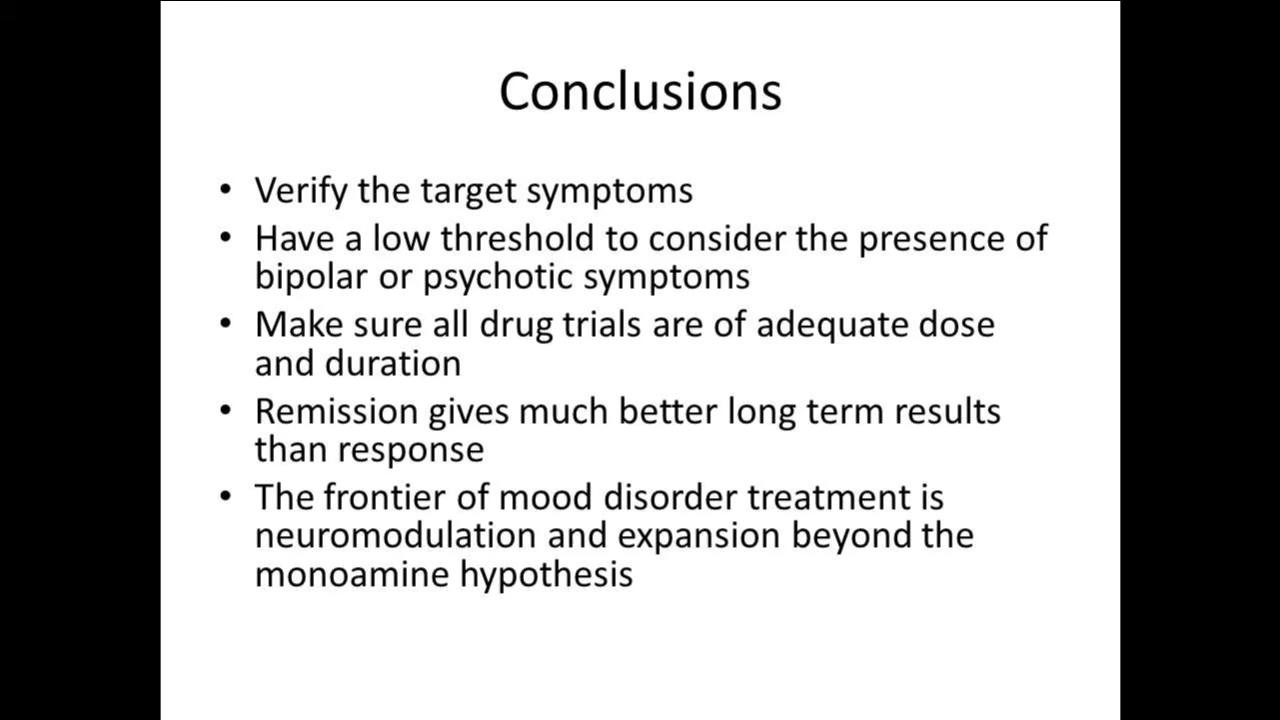 Conclusions
• Verify the target symptoms
• Have a low threshold to consider the presence of
bipolar or psychotic symptoms
• Make sure all drug trials are of adequate dose
and duration
• Remission gives much better long term results
than response
• The frontier of mood disorder treatment is
neuromodulation and expansion beyond the
monoamine hypothesis